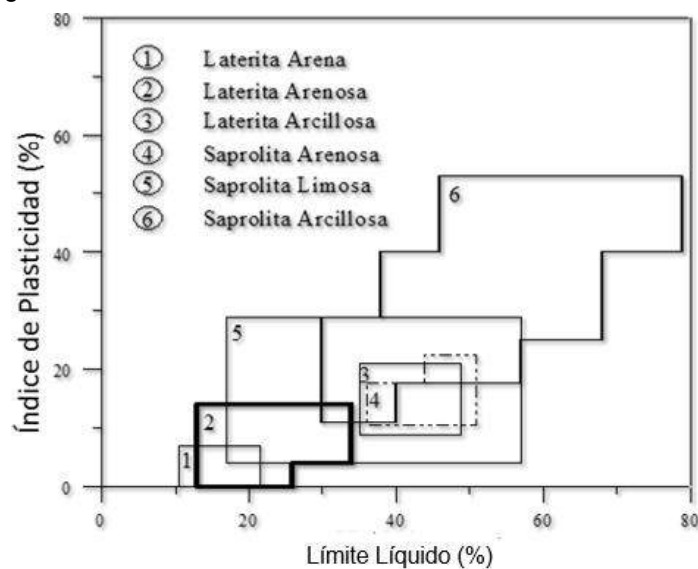 80
① Laterita Arena
② Laterita Arenosa
③ Laterita Arcillosa
④ Saprolita Arenosa
⑤ Saprolita Limosa
⑥ Saprolita Arcillosa
60
6
40
5
20
3
4
2
1
0
0 20 40 60 80
Índice de Plasticidad (%)
Límite Líquido (%)